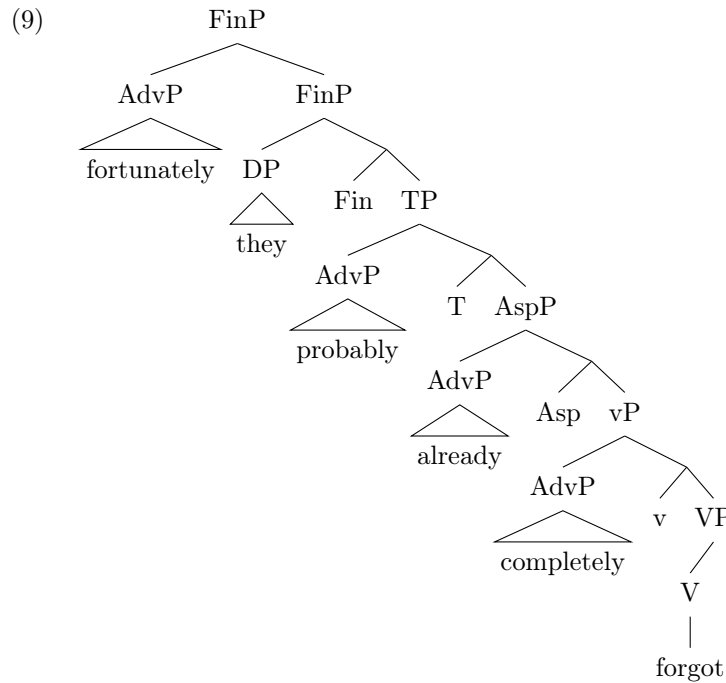 (9) FinP
AdvP FinP
fortunately DP Fin TP
they
AdvP T AspP
probably
AdvP Asp vP
already
AdvP v VP
completely
V
forgot